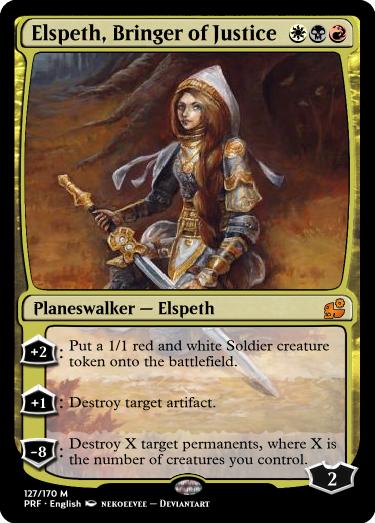 Elspeth, Bringer of Justice
Planeswalker — Elspeth
+2: Put a 1/1 red and white Soldier creature
token onto the battlefield.
+1: Destroy target artifact.
-8: Destroy X target permanents, where X is
the number of creatures you control.
2
127/170 M
PRF · English NEKOEEVEE — DEVIANTART